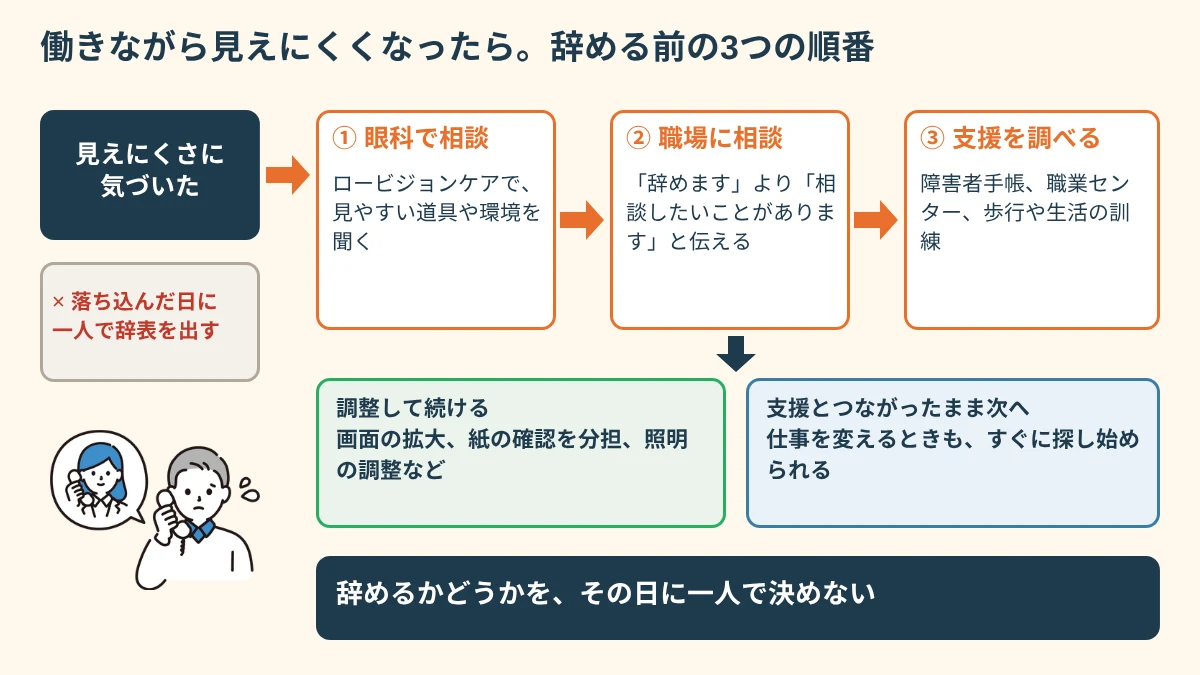 働きながら見えにくくなったら。辞める前の3つの順番
見えにくさに
気づいた
× 落ち込んだ日に
一人で辞表を出す
① 眼科で相談
ロービジョンケアで、
見やすい道具や環境を
聞く
② 職場に相談
「辞めます」より「相
談したいことがありま
す」と伝える
③ 支援を調べる
障害者手帳、職業セン
ター、歩行や生活の訓
練
調整して続ける
画面の拡大、紙の確認を分担、照明
の調整など
支援とつながったまま次へ
仕事を変えるときも、すぐに探し始め
られる
辞めるかどうかを、その日に一人で決めない